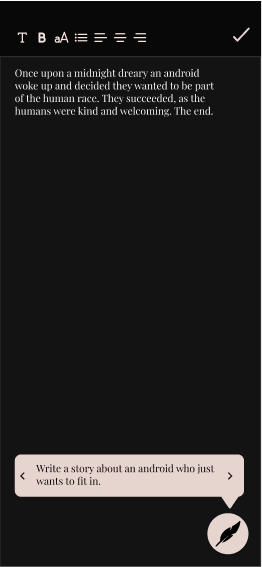 T B aA
Once upon a midnight dreary an android
woke up and decided they wanted to be part
of the human race. They succeeded, as the
humans were kind and welcoming. The end.
Write a story about an android who just
wants to fit in.